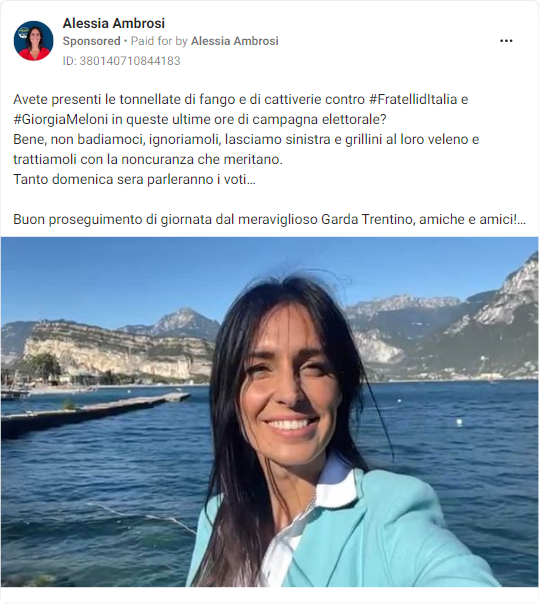 Alessia Ambrosi
Sponsored • Paid for by Alessia Ambrosi
ID: 380140710844183
Avete presenti le tonnellate di fango e di cattiverie contro #FratellidItalia e
#GiorgiaMeloni in queste ultime ore di campagna elettorale?
Bene, non badiamoci, ignoriamoli, lasciamo sinistra e grillini al loro veleno e
trattiamoli con la noncuranza che meritano.
Tanto domenica sera parleranno i voti…
Buon proseguimento di giornata dal meraviglioso Garda Trentino, amiche e amici!...